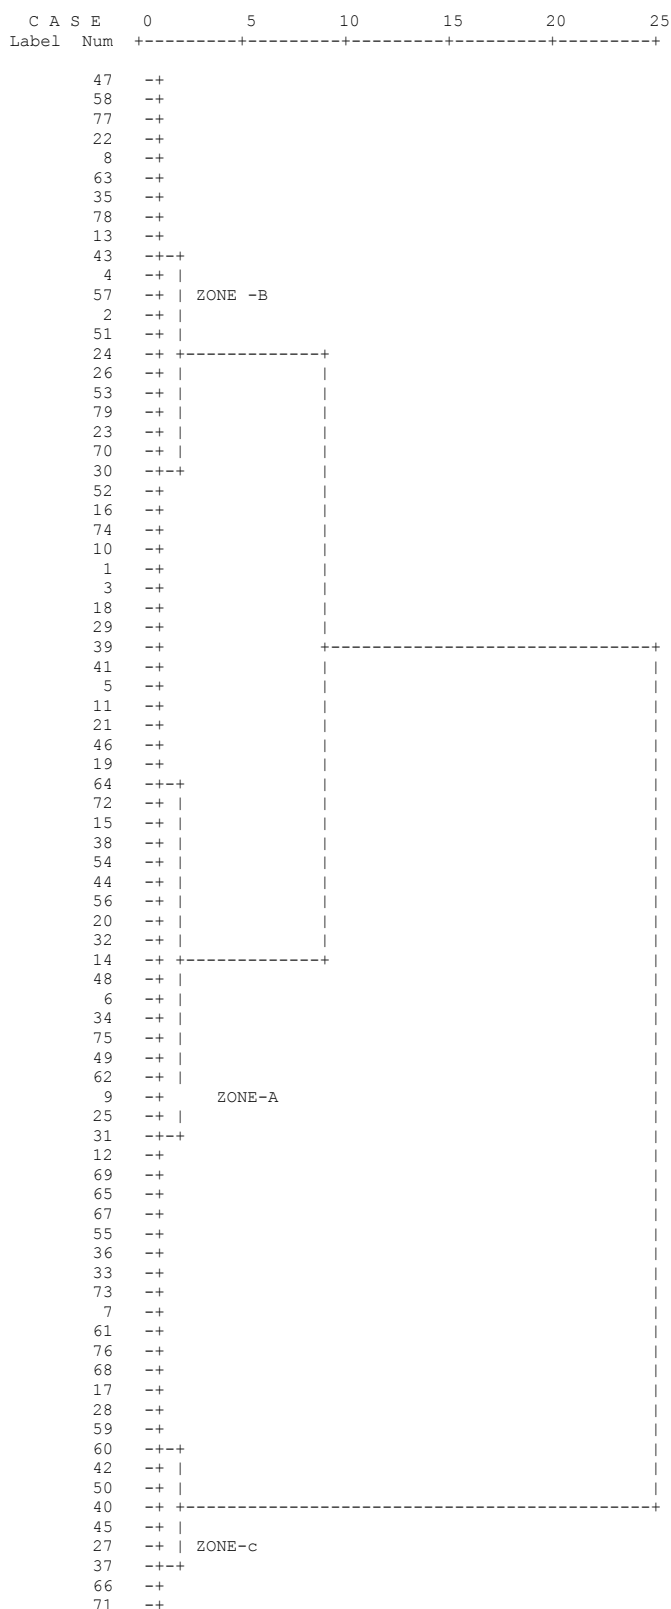 C A S E    0         5        10        15        20        25
Label  Num  +---------+---------+---------+---------+---------+
47   -+
58   -+
77   -+
22   -+
8   -+
63   -+
35   -+
78   -+
13   -+
43   -+-+
4   -+ |
57   -+ | ZONE -B
2   -+ |
51   -+ |
24   -+ +-------------+
26   -+ |             |
53   -+ |             |
79   -+ |             |
23   -+ |             |
70   -+ |             |
30   -+-+             |
52   -+               |
16   -+               |
74   -+               |
10   -+               |
1   -+               |
3   -+               |
18   -+               |
29   -+               |
39   -+               +-------------------------------+
41   -+               |                               |
5   -+               |                               |
11   -+               |                               |
21   -+               |                               |
46   -+               |                               |
19   -+               |                               |
64   -+-+             |                               |
72   -+ |             |                               |
15   -+ |             |                               |
38   -+ |             |                               |
54   -+ |             |                               |
44   -+ |             |                               |
56   -+ |             |                               |
20   -+ |             |                               |
32   -+ |             |                               |
14   -+ +-------------+                               |
48   -+ |                                             |
6   -+ |                                             |
34   -+ |                                             |
75   -+ |                                             |
49   -+ |                                             |
62   -+ |                                             |
9   -+     ZONE-A                                    |
25   -+ |                                             |
31   -+-+                                             |
12   -+                                               |
69   -+                                               |
65   -+                                               |
67   -+                                               |
55   -+                                               |
36   -+                                               |
33   -+                                               |
73   -+                                               |
7   -+                                               |
61   -+                                               |
76   -+                                               |
68   -+                                               |
17   -+                                               |
28   -+                                               |
59   -+                                               |
60   -+-+                                             |
42   -+ |                                             |
50   -+ |                                             |
40   -+ +---------------------------------------------+
45   -+ |
27   -+ | ZONE-c
37   -+-+
66   -+
71   -+